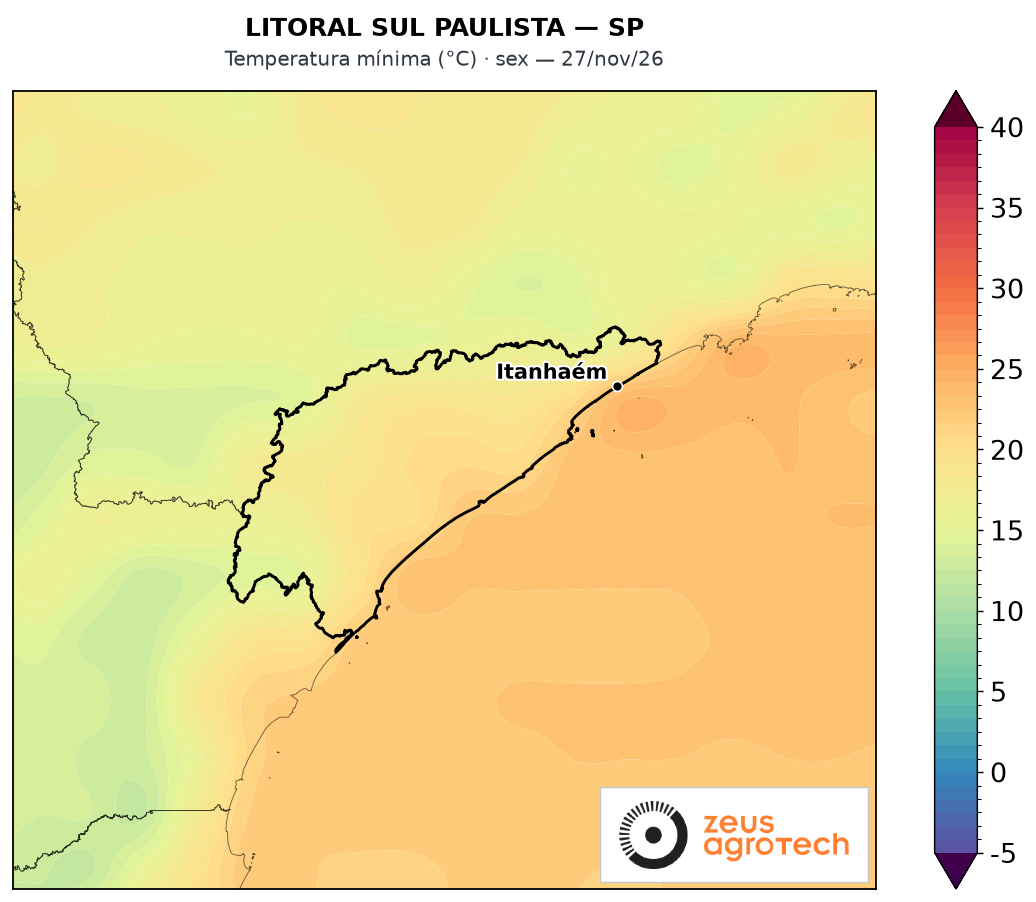 LITORAL SUL PAULISTA — SP
Temperatura mínima (°C) · sex — 27/nov/26
40
35
30
25
20
15
10
5
0
-5
Itanhaém
zeus
agrotech